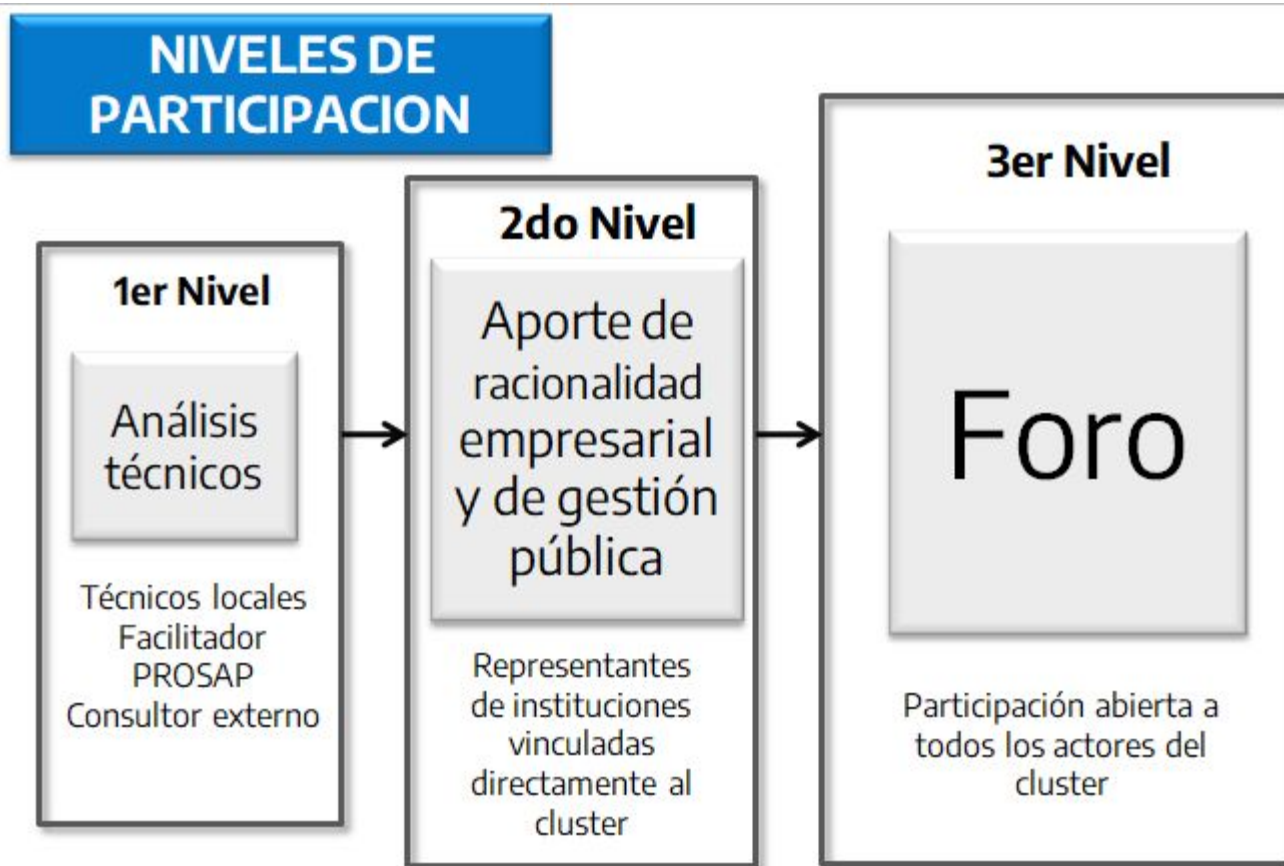 NIVELES DE
PARTICIPACION
1er Nivel
Análisis
técnicos
Técnicos locales
Facilitador
PROSAP
Consultor externo
2do Nivel
Aporte de
racionalidad
empresarial
y de gestión
pública
Representantes
de instituciones
vinculadas
directamente al
cluster
3er Nivel
Foro
Participación abierta a
todos los actores del
cluster